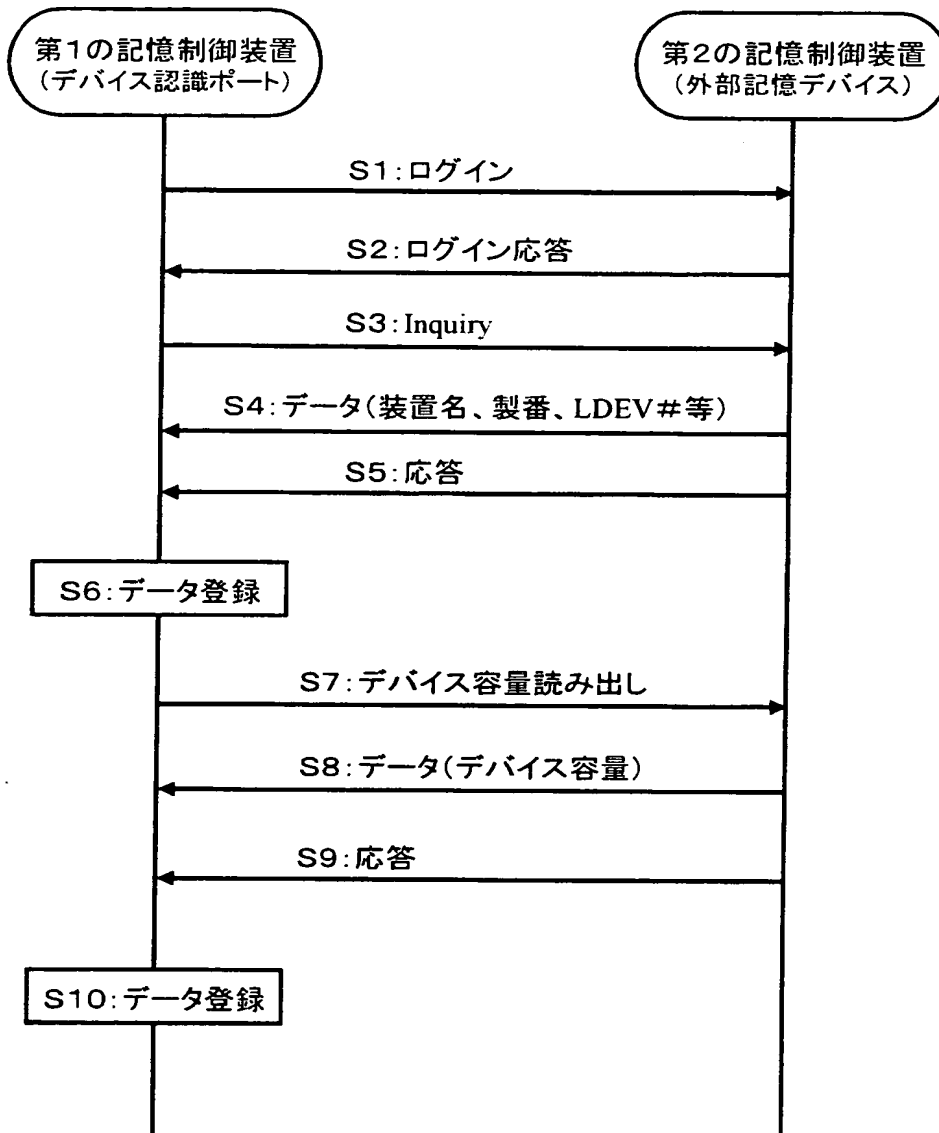 第1の記憶制御装置
(デバイス認識ポート)
第2の記憶制御装置
(外部記憶デバイス)
S1:ログイン
S2:ログイン応答
S3:Inquiry
S4:データ(装置名、製番、LDEV#等)
S5:応答
S6:データ登録
S7:デバイス容量読み出し
S8:データ(デバイス容量)
S9:応答
S10:データ登録